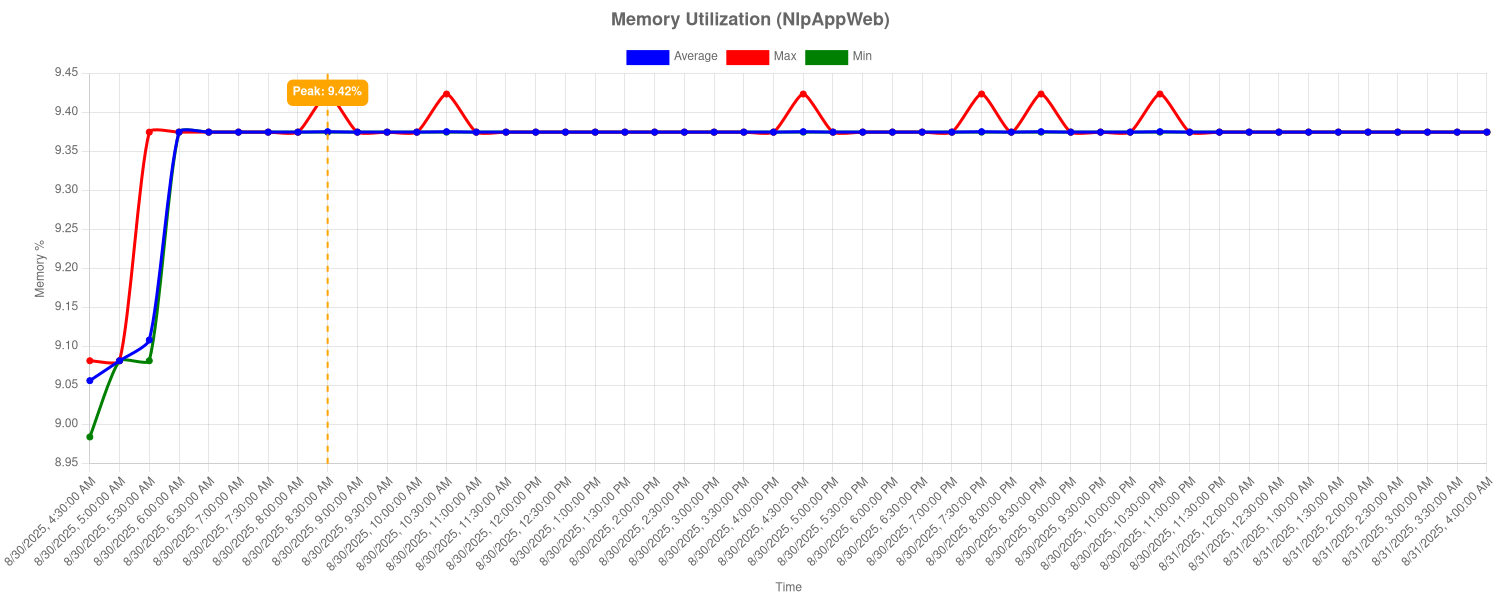 Memory Utilization (NlpAppWeb)
Average Max Min
9.45
Peak: 9.42%
9.40
9.35
9.30
9.25
9.20
9.15
9.10
9.05
9.00
8.95
Memory %
8/30/2025, 4:30:00 AM
8/30/2025, 5:00:00 AM
8/30/2025, 5:30:00 AM
8/30/2025, 6:00:00 AM
8/30/2025, 6:30:00 AM
8/30/2025, 7:00:00 AM
8/30/2025, 7:30:00 AM
8/30/2025, 8:00:00 AM
8/30/2025, 8:30:00 AM
8/30/2025, 9:00:00 AM
8/30/2025, 9:30:00 AM
8/30/2025, 10:00:00 AM
8/30/2025, 10:30:00 AM
8/30/2025, 11:00:00 AM
8/30/2025, 11:30:00 AM
8/30/2025, 12:00:00 PM
8/30/2025, 12:30:00 PM
8/30/2025, 1:00:00 PM
8/30/2025, 1:30:00 PM
8/30/2025, 2:00:00 PM
8/30/2025, 2:30:00 PM
8/30/2025, 3:00:00 PM
8/30/2025, 3:30:00 PM
8/30/2025, 4:00:00 PM
8/30/2025, 4:30:00 PM
8/30/2025, 5:00:00 PM
8/30/2025, 5:30:00 PM
8/30/2025, 6:00:00 PM
8/30/2025, 6:30:00 PM
8/30/2025, 7:00:00 PM
8/30/2025, 7:30:00 PM
8/30/2025, 8:00:00 PM
8/30/2025, 8:30:00 PM
8/30/2025, 9:00:00 PM
8/30/2025, 9:30:00 PM
8/30/2025, 10:00:00 PM
8/30/2025, 10:30:00 PM
8/30/2025, 11:00:00 PM
8/30/2025, 11:30:00 PM
8/31/2025, 12:00:00 AM
8/31/2025, 12:30:00 AM
8/31/2025, 1:00:00 AM
8/31/2025, 1:30:00 AM
8/31/2025, 2:00:00 AM
8/31/2025, 2:30:00 AM
8/31/2025, 3:00:00 AM
8/31/2025, 3:30:00 AM
8/31/2025, 4:00:00 AM
Time